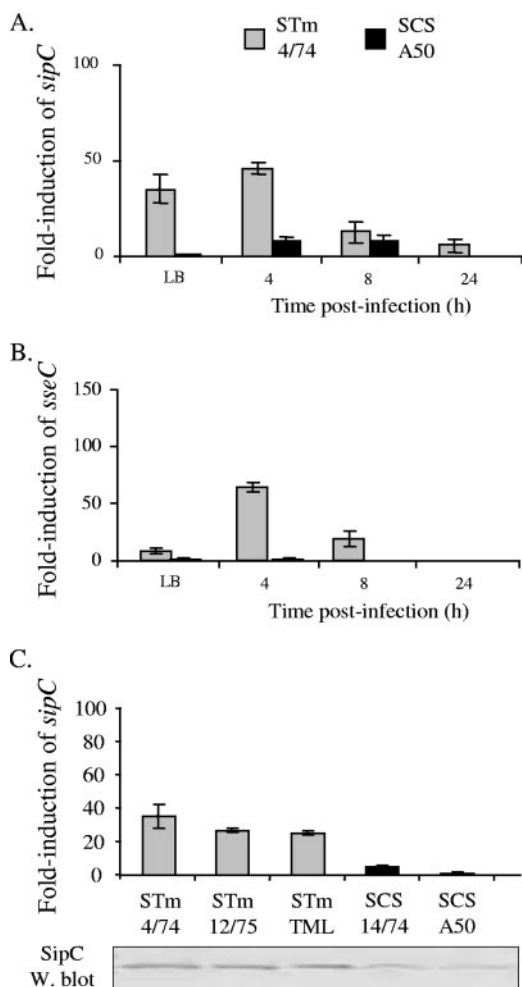 A.
STm 4/74
SCS A50
Fold-induction of sipC
100
50
0
LB 4 8 24
Time post-infection (h)
B.
Fold-induction of sseC
150
100
50
0
LB 4 8 24
Time post-infection (h)
C.
Fold-induction of sipC
100
80
60
40
20
0
STm STm STm SCS SCS
4/74 12/75 TML 14/74 A50
SipC
W. blot